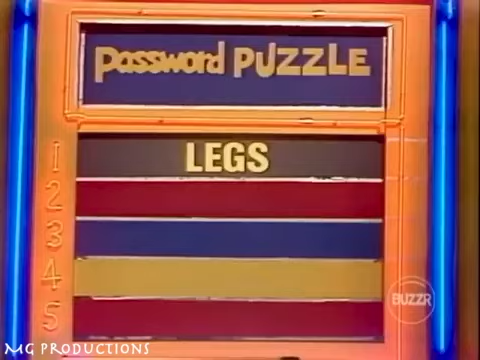 Password PUZZLE
1 LEGS
2
3
4
5
BUZZR
MG PRODUCTIONS